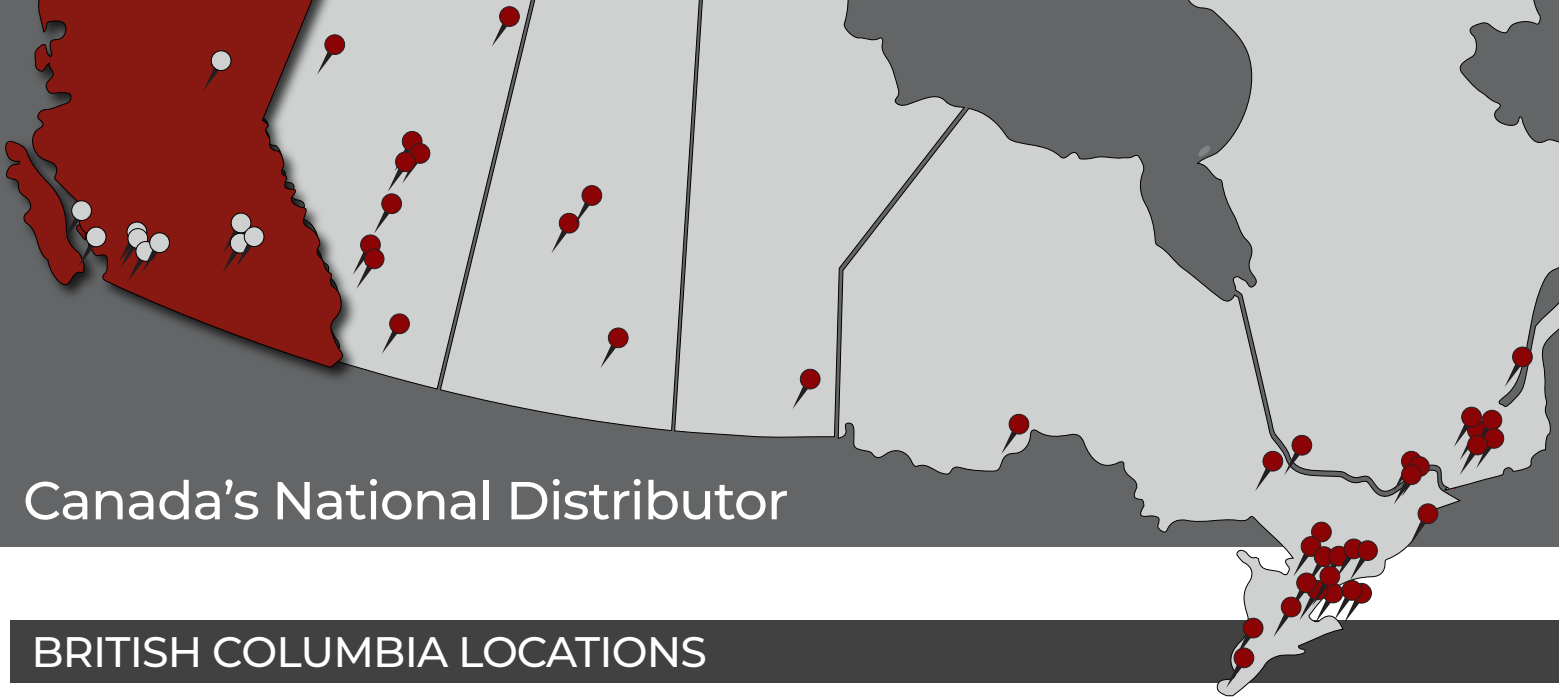 Canada’s National Distributor
BRITISH COLUMBIA LOCATIONS